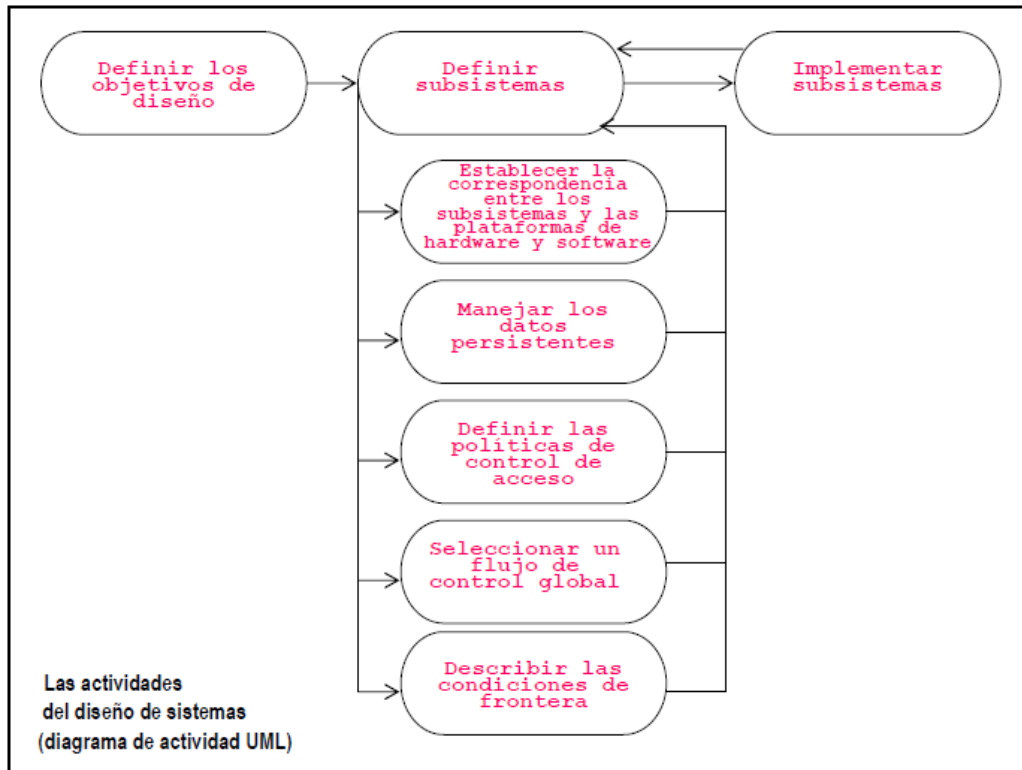 Definir los
objetivos de
diseño
Definir
subsistemas
Implementar
subsistemas
Establecer la
correspondencia
entre los
subsistemas y las
plataformas de
hardware y software
Manejar los
datos
persistentes
Definir las
políticas de
control de
acceso
Seleccionar un
flujo de
control global
Describir las
condiciones de
frontera
Las actividades
del diseño de sistemas
(diagrama de actividad UML)